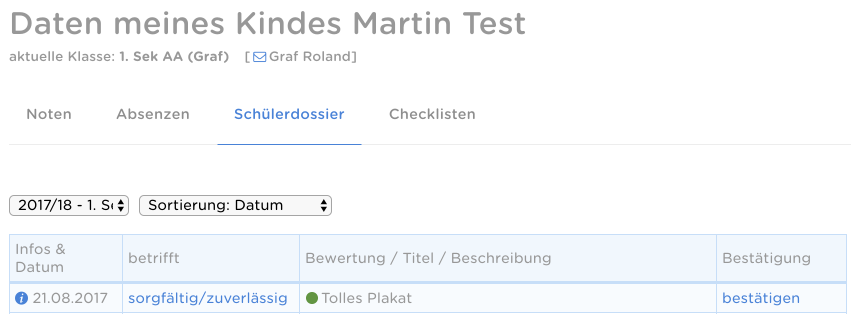 Daten meines Kindes Martin Test
aktuelle Klasse: 1. Sek AA (Graf) [ Graf Roland]
Noten Absenzen Schülerdossier Checklisten
2017/18 - 1. Se Sortierung: Datum
Infos & Datum betrifft Bewertung / Titel / Beschreibung Bestätigung
21.08.2017 sorgfältig/zuverlässig Tolles Plakat bestätigen